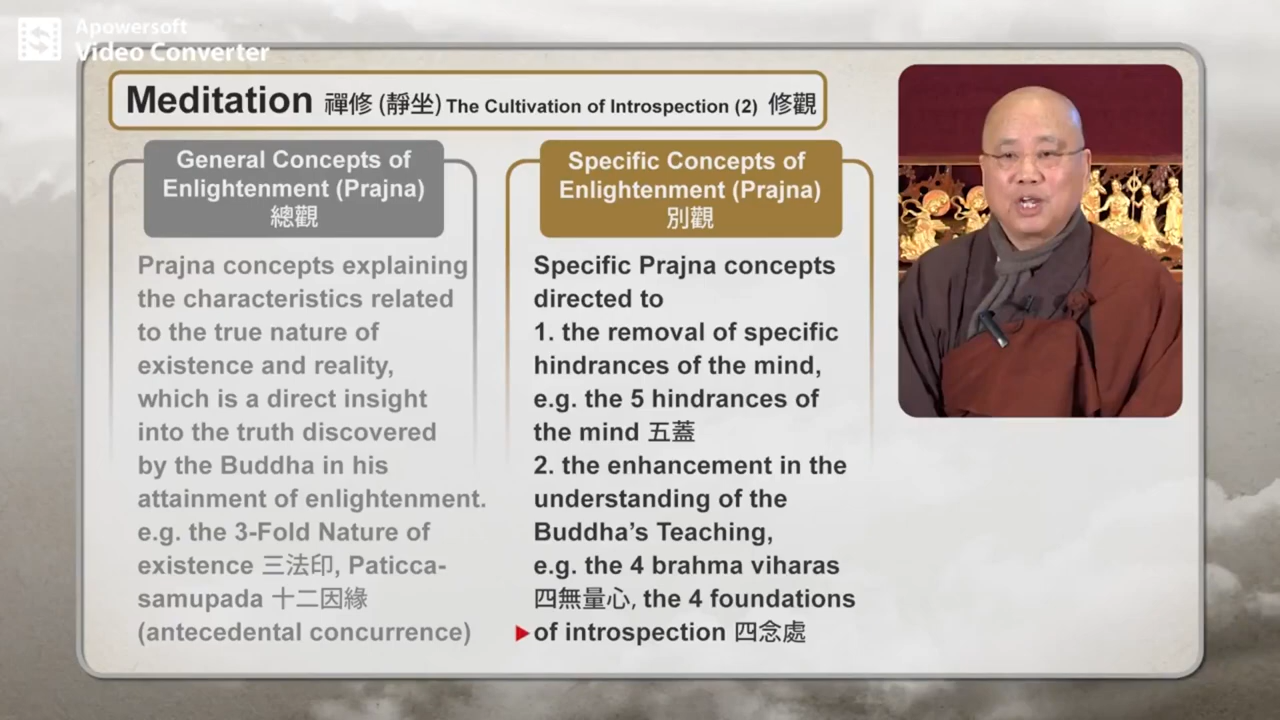 Apowersoft
Video Converter
Meditation 禪修 (靜坐) The Cultivation of Introspection (2) 修觀
General Concepts of
Enlightenment (Prajna)
總觀
Prajna concepts explaining
the characteristics related
to the true nature of
existence and reality,
which is a direct insight
into the truth discovered
by the Buddha in his
attainment of enlightenment.
e.g. the 3-Fold Nature of
existence 三法印, Paticca-
samupada 十二因緣
(antecedental concurrence)
Specific Concepts of
Enlightenment (Prajna)
別觀
Specific Prajna concepts
directed to
1. the removal of specific
hindrances of the mind,
e.g. the 5 hindrances of
the mind 五蓋
2. the enhancement in the
understanding of the
Buddha’s Teaching,
e.g. the 4 brahma viharas
四無量心, the 4 foundations
of introspection 四念處